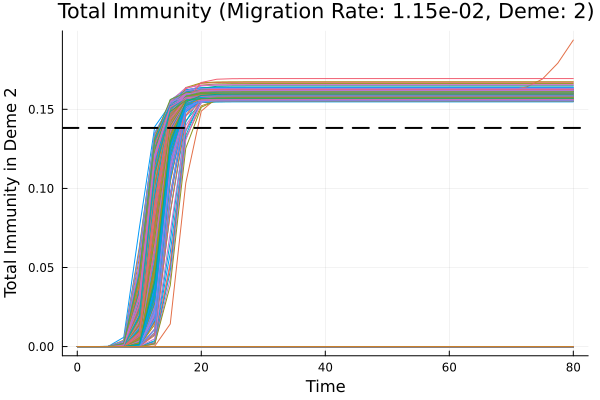 Total Immunity (Migration Rate: 1.15e-02, Deme: 2)
Total Immunity in Deme 2
0.15
0.10
0.05
0.00
0 20 40 60 80
Time